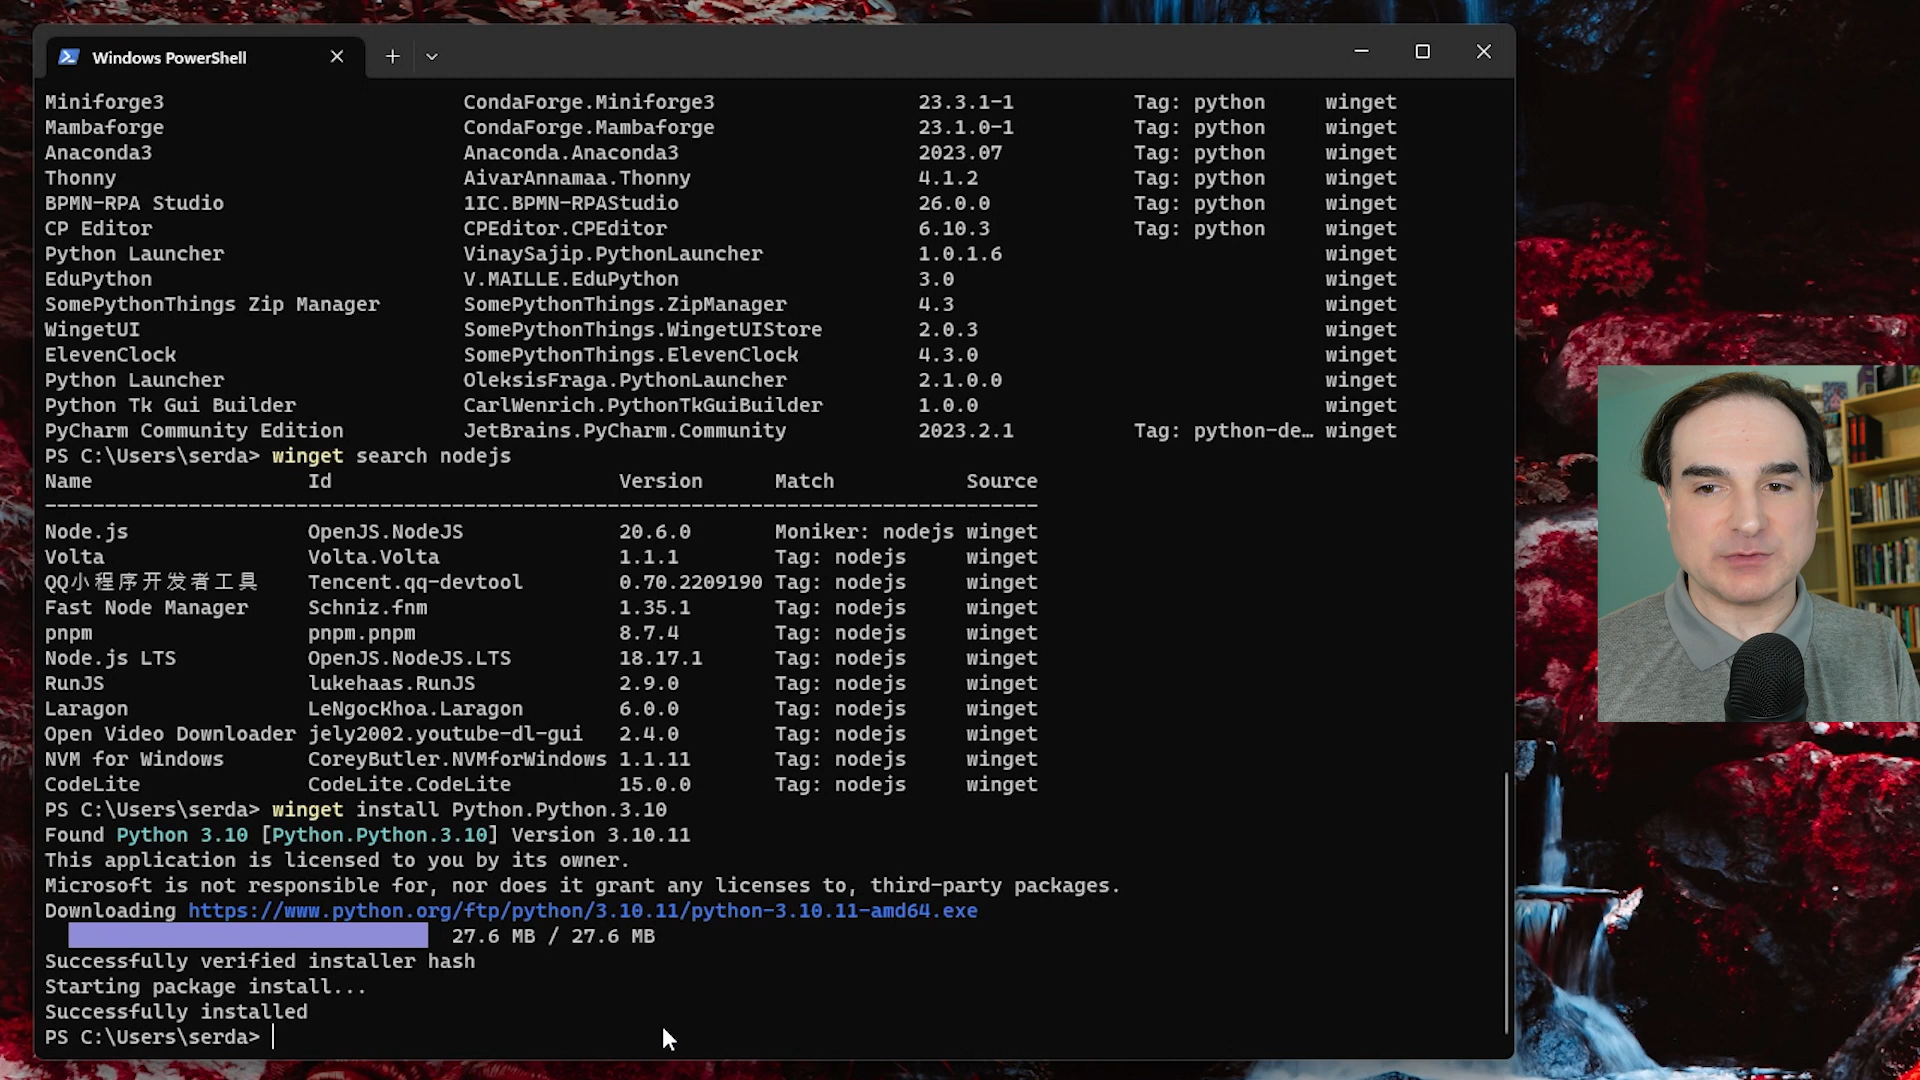 Windows PowerShell
Miniforge3 CondaForge.Miniforge3 23.3.1-1 Tag: python winget
Mambaforge CondaForge.Mambaforge 23.1.0-1 Tag: python winget
Anaconda3 Anaconda.Anaconda3 2023.07 Tag: python winget
Thonny AivarAnnamaa.Thonny 4.1.2 Tag: python winget
BPMN-RPA Studio 1IC.BPMN-RPAStudio 26.0.0 Tag: python winget
CP Editor CPEditor.CPEditor 6.10.3 Tag: python winget
Python Launcher VinaySajip.PythonLauncher 1.0.1.6 winget
EduPython V.MAILLE.EduPython 3.0 winget
SomePythonThings Zip Manager SomePythonThings.ZipManager 4.3 winget
WingetUI SomePythonThings.WingetUIStore 2.0.3 winget
ElevenClock SomePythonThings.ElevenClock 4.3.0 winget
Python Launcher OleksisFraga.PythonLauncher 2.1.0.0 winget
Python Tk Gui Builder CarlWenrich.PythonTkGuiBuilder 1.0.0 winget
PyCharm Community Edition JetBrains.PyCharm.Community 2023.2.1 Tag: python-de… winget
PS C:\Users\serda> winget search nodejs
Name Id Version Match Source
Node.js OpenJS.NodeJS 20.6.0 Moniker: nodejs winget
Volta Volta.Volta 1.1.1 Tag: nodejs winget
QQ小程序开发者工具 Tencent.qq-devtool 0.70.2209190 Tag: nodejs winget
Fast Node Manager Schniz.fnm 1.35.1 Tag: nodejs winget
pnpm pnpm.pnpm 8.7.4 Tag: nodejs winget
Node.js LTS OpenJS.NodeJS.LTS 18.17.1 Tag: nodejs winget
RunJS lukehaas.RunJS 2.9.0 Tag: nodejs winget
Laragon LeNgocKhoa.Laragon 6.0.0 Tag: nodejs winget
Open Video Downloader jely2002.youtube-dl-gui 2.4.0 Tag: nodejs winget
NVM for Windows CoreyButler.NVMforWindows 1.1.11 Tag: nodejs winget
CodeLite CodeLite.CodeLite 15.0.0 Tag: nodejs winget
PS C:\Users\serda> winget install Python.Python.3.10
Found Python 3.10 [Python.Python.3.10] Version 3.10.11
This application is licensed to you by its owner.
Microsoft is not responsible for, nor does it grant any licenses to, third-party packages.
Downloading https://www.python.org/ftp/python/3.10.11/python-3.10.11-amd64.exe
27.6 MB / 27.6 MB
Successfully verified installer hash
Starting package install...
Successfully installed
PS C:\Users\serda>